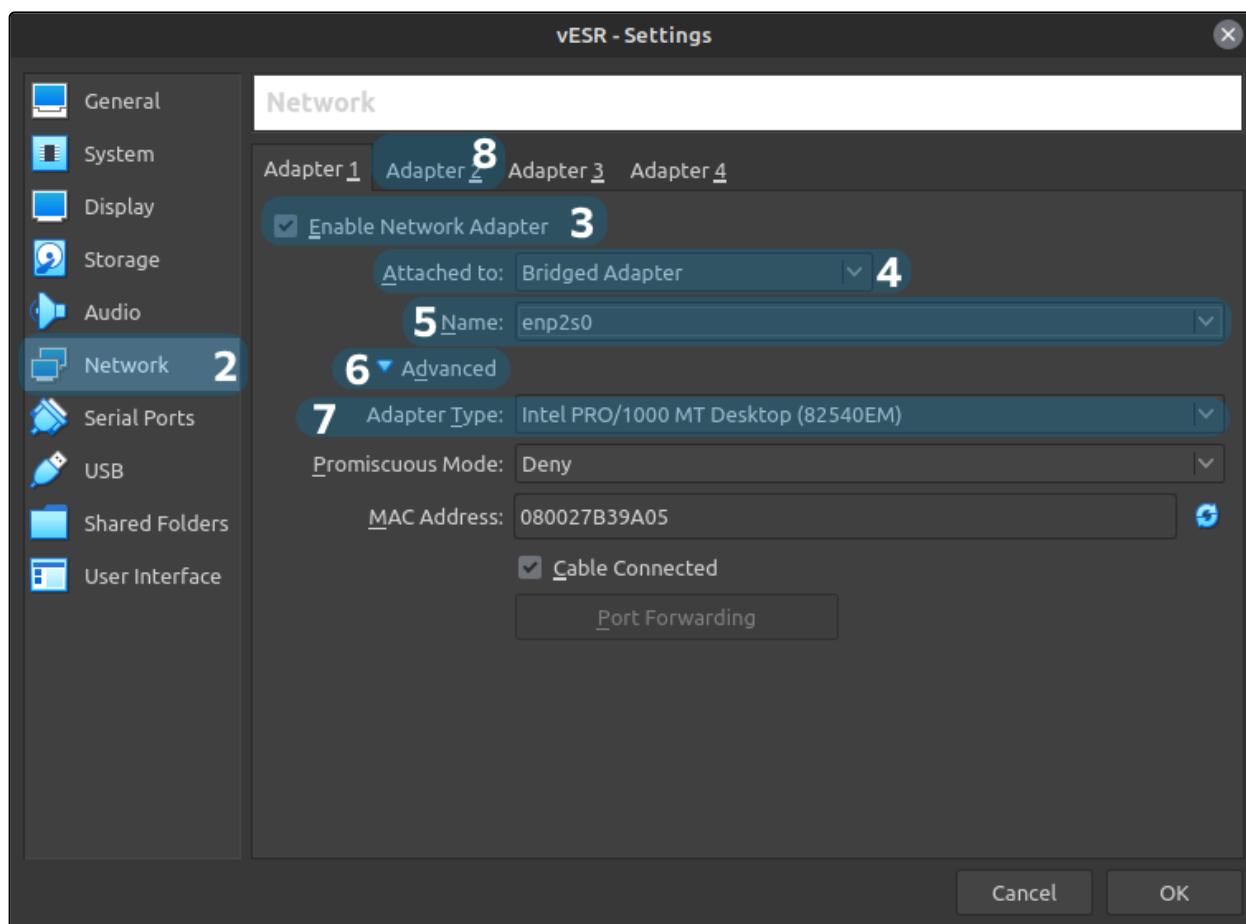 vESR - Settings
General
System
Display
Storage
Audio
Network 2
Serial Ports
USB
Shared Folders
User Interface
Network
Adapter 1 Adapter 2 8 Adapter 3 Adapter 4
Enable Network Adapter 3
Attached to: Bridged Adapter 4
5 Name: enp2s0
6 Advanced
7 Adapter Type: Intel PRO/1000 MT Desktop (82540EM)
Promiscuous Mode: Deny
MAC Address: 080027B39A05
Cable Connected
Port Forwarding
Cancel OK